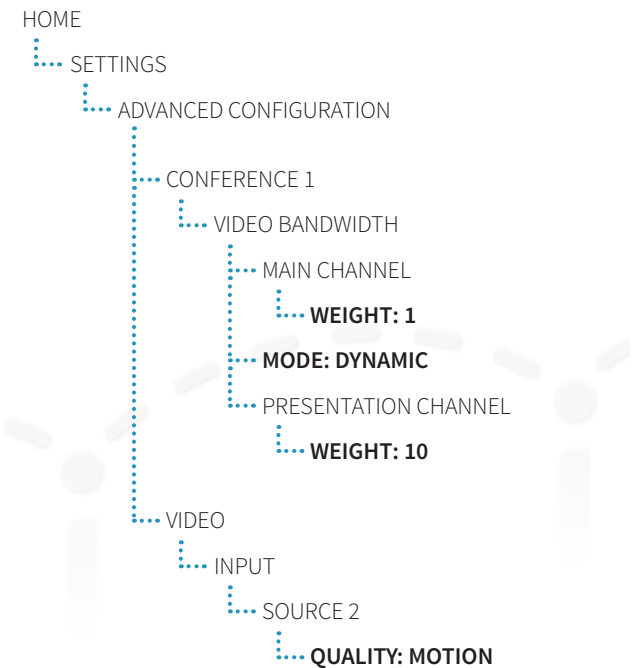 HOME
SETTINGS
ADVANCED CONFIGURATION
CONFERENCE 1
VIDEO BANDWIDTH
MAIN CHANNEL
WEIGHT: 1
MODE: DYNAMIC
PRESENTATION CHANNEL
WEIGHT: 10
VIDEO
INPUT
SOURCE 2
QUALITY: MOTION